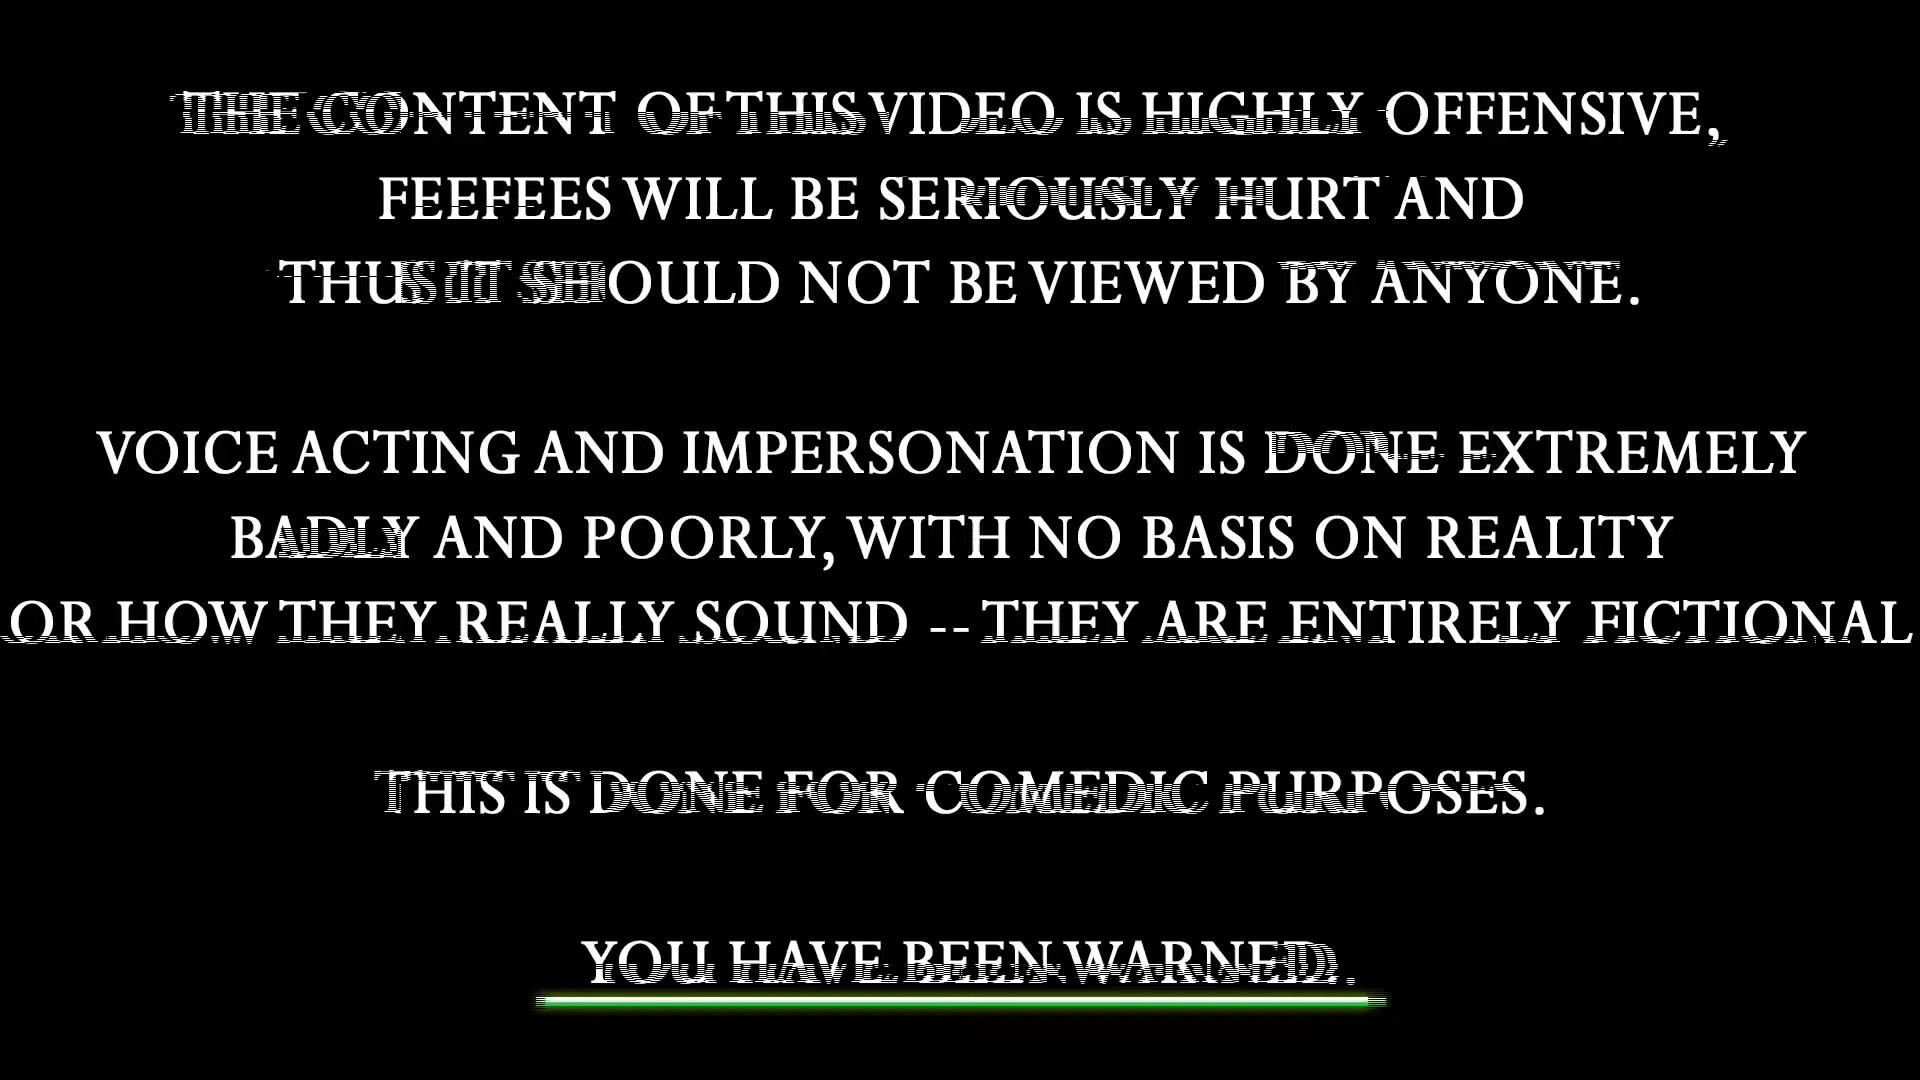 THE CONTENT OF THIS VIDEO IS HIGHLY OFFENSIVE,
FEEFEES WILL BE SERIOUSLY HURT AND
THUS IT SHOULD NOT BE VIEWED BY ANYONE.
VOICE ACTING AND IMPERSONATION IS DONE EXTREMELY
BADLY AND POORLY, WITH NO BASIS ON REALITY
OR HOW THEY REALLY SOUND -- THEY ARE ENTIRELY FICTIONAL
THIS IS DONE FOR COMEDIC PURPOSES.
YOU HAVE BEEN WARNED.